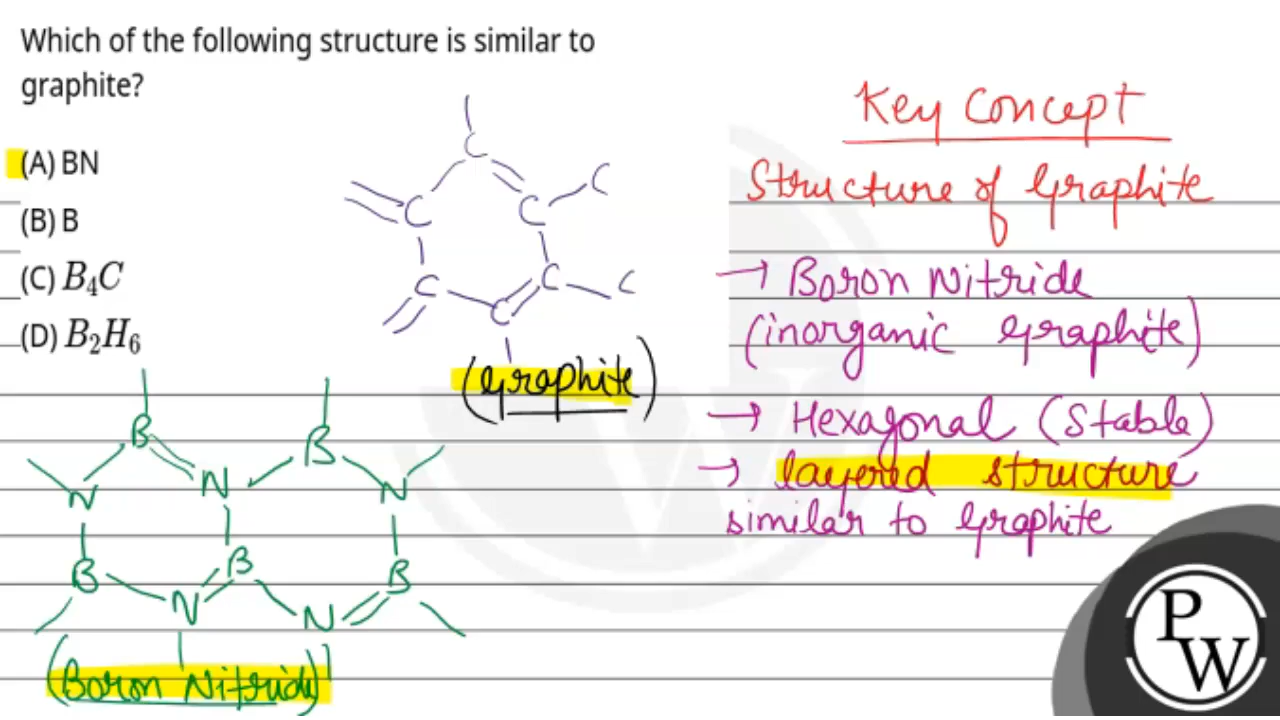 Which of the following structure is similar to
graphite?
(A) BN
(B) B
(C) B₄C
(D) B₂H₆
C
C
C
C
C
C
C
C
(Graphite)
B
B
N
N
N
B
B
B
N
N
(Boron Nitride)
Key Concept
Structure of Graphite
→ Boron Nitride
(inorganic Graphite)
→ Hexagonal (Stable)
→ layered structure
similar to Graphite
P
W